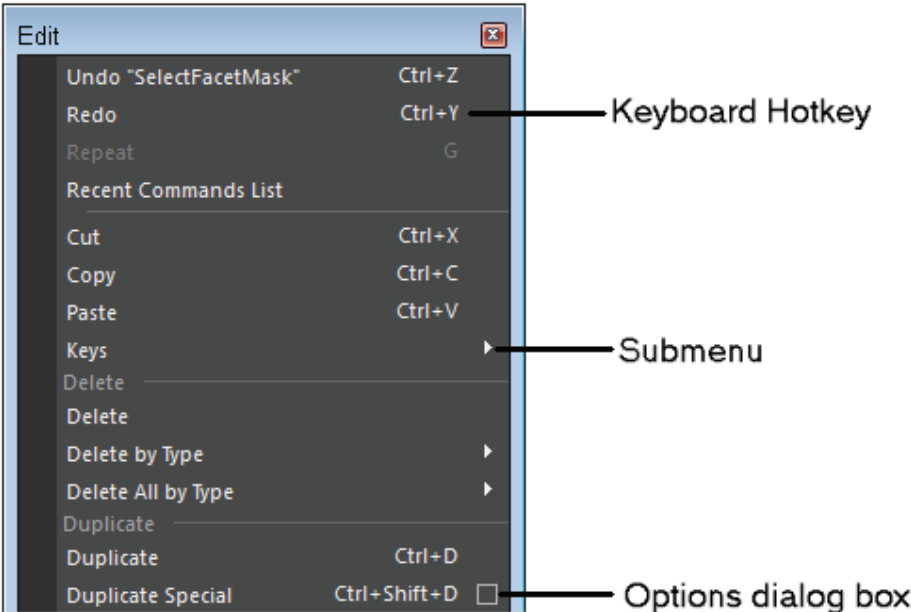 Edit
Undo "SelectFacetMask" Ctrl+Z
Redo Ctrl+Y Keyboard Hotkey
Repeat G
Recent Commands List
Cut Ctrl+X
Copy Ctrl+C
Paste Ctrl+V
Keys Submenu
Delete
Delete
Delete by Type
Delete All by Type
Duplicate
Duplicate Ctrl+D
Duplicate Special Ctrl+Shift+D Options dialog box